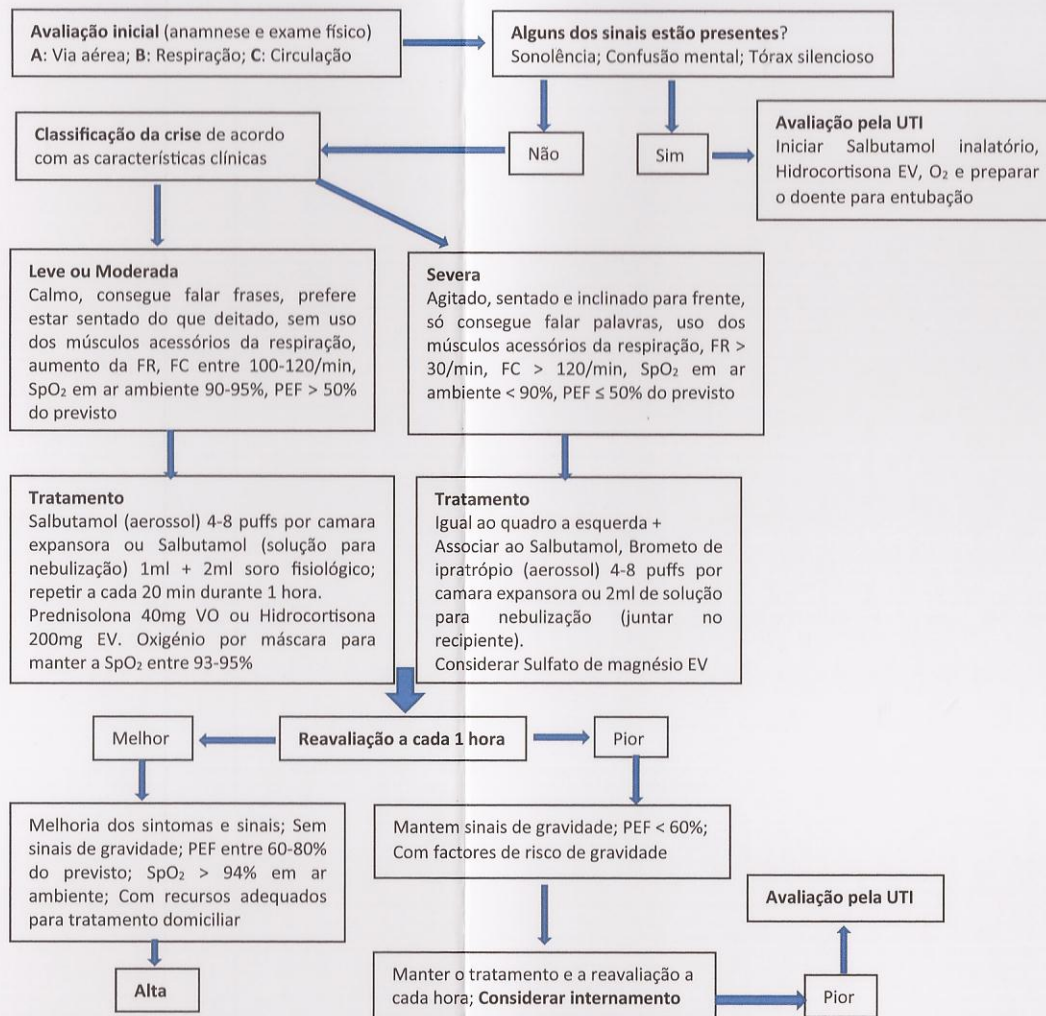 Avaliação inicial (anamnese e exame físico)
A: Via aérea; B: Respiração; C: Circulação
Alguns dos sinais estão presentes?
Sonolência; Confusão mental; Tórax silencioso
Classificação da crise de acordo
com as características clínicas
Não
Sim
Avaliação pela UTI
Iniciar Salbutamol inalatório,
Hidrocortisona EV, O₂ e preparar
o doente para entubação
Leve ou Moderada
Calmo, consegue falar frases, prefere
estar sentado do que deitado, sem uso
dos músculos acessórios da respiração,
aumento da FR, FC entre 100-120/min,
SpO₂ em ar ambiente 90-95%, PEF > 50%
do previsto
Severa
Agitado, sentado e inclinado para frente,
só consegue falar palavras, uso dos
músculos acessórios da respiração, FR >
30/min, FC > 120/min, SpO₂ em ar
ambiente < 90%, PEF ≤ 50% do previsto
Tratamento
Salbutamol (aerossol) 4-8 puffs por camara
expansora ou Salbutamol (solução para
nebulização) 1ml + 2ml soro fisiológico;
repetir a cada 20 min durante 1 hora.
Prednisolona 40mg VO ou Hidrocortisona
200mg EV. Oxigénio por máscara para
manter a SpO₂ entre 93-95%
Tratamento
Igual ao quadro a esquerda +
Associar ao Salbutamol, Brometo de
ipratrópio (aerossol) 4-8 puffs por
camara expansora ou 2ml de solução
para nebulização (juntar no
recipiente).
Considerar Sulfato de magnésio EV
Melhor
Reavaliação a cada 1 hora
Pior
Melhoria dos sintomas e sinais; Sem
sinais de gravidade; PEF entre 60-80%
do previsto; SpO₂ > 94% em ar
ambiente; Com recursos adequados
para tratamento domiciliar
Mantem sinais de gravidade; PEF < 60%;
Com factores de risco de gravidade
Avaliação pela UTI
Alta
Manter o tratamento e a reavaliação a
cada hora; Considerar internamento
Pior